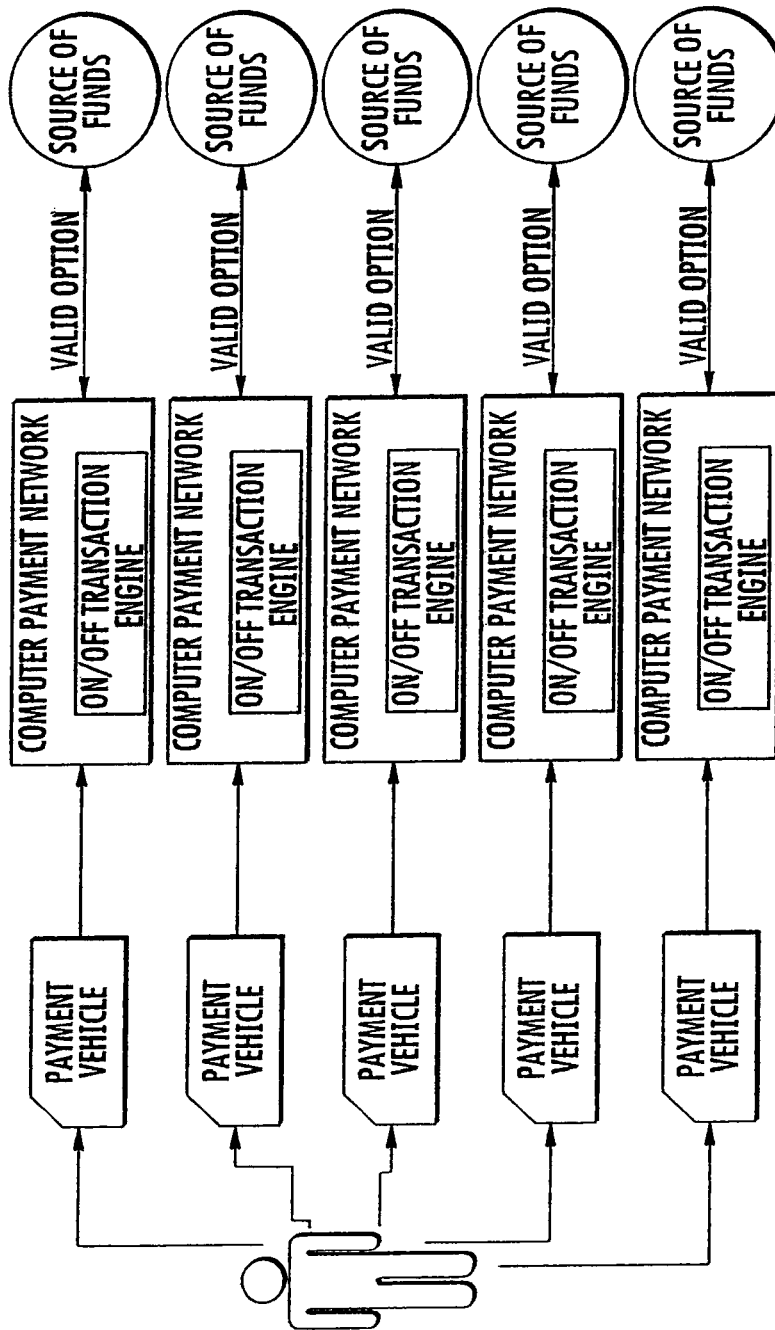 PAYMENT
VEHICLE
COMPUTER PAYMENT NETWORK
ON/OFF TRANSACTION
ENGINE
VALID OPTION
SOURCE OF
FUNDS
PAYMENT
VEHICLE
COMPUTER PAYMENT NETWORK
ON/OFF TRANSACTION
ENGINE
VALID OPTION
SOURCE OF
FUNDS
PAYMENT
VEHICLE
COMPUTER PAYMENT NETWORK
ON/OFF TRANSACTION
ENGINE
VALID OPTION
SOURCE OF
FUNDS
PAYMENT
VEHICLE
COMPUTER PAYMENT NETWORK
ON/OFF TRANSACTION
ENGINE
VALID OPTION
SOURCE OF
FUNDS
PAYMENT
VEHICLE
COMPUTER PAYMENT NETWORK
ON/OFF TRANSACTION
ENGINE
VALID OPTION
SOURCE OF
FUNDS